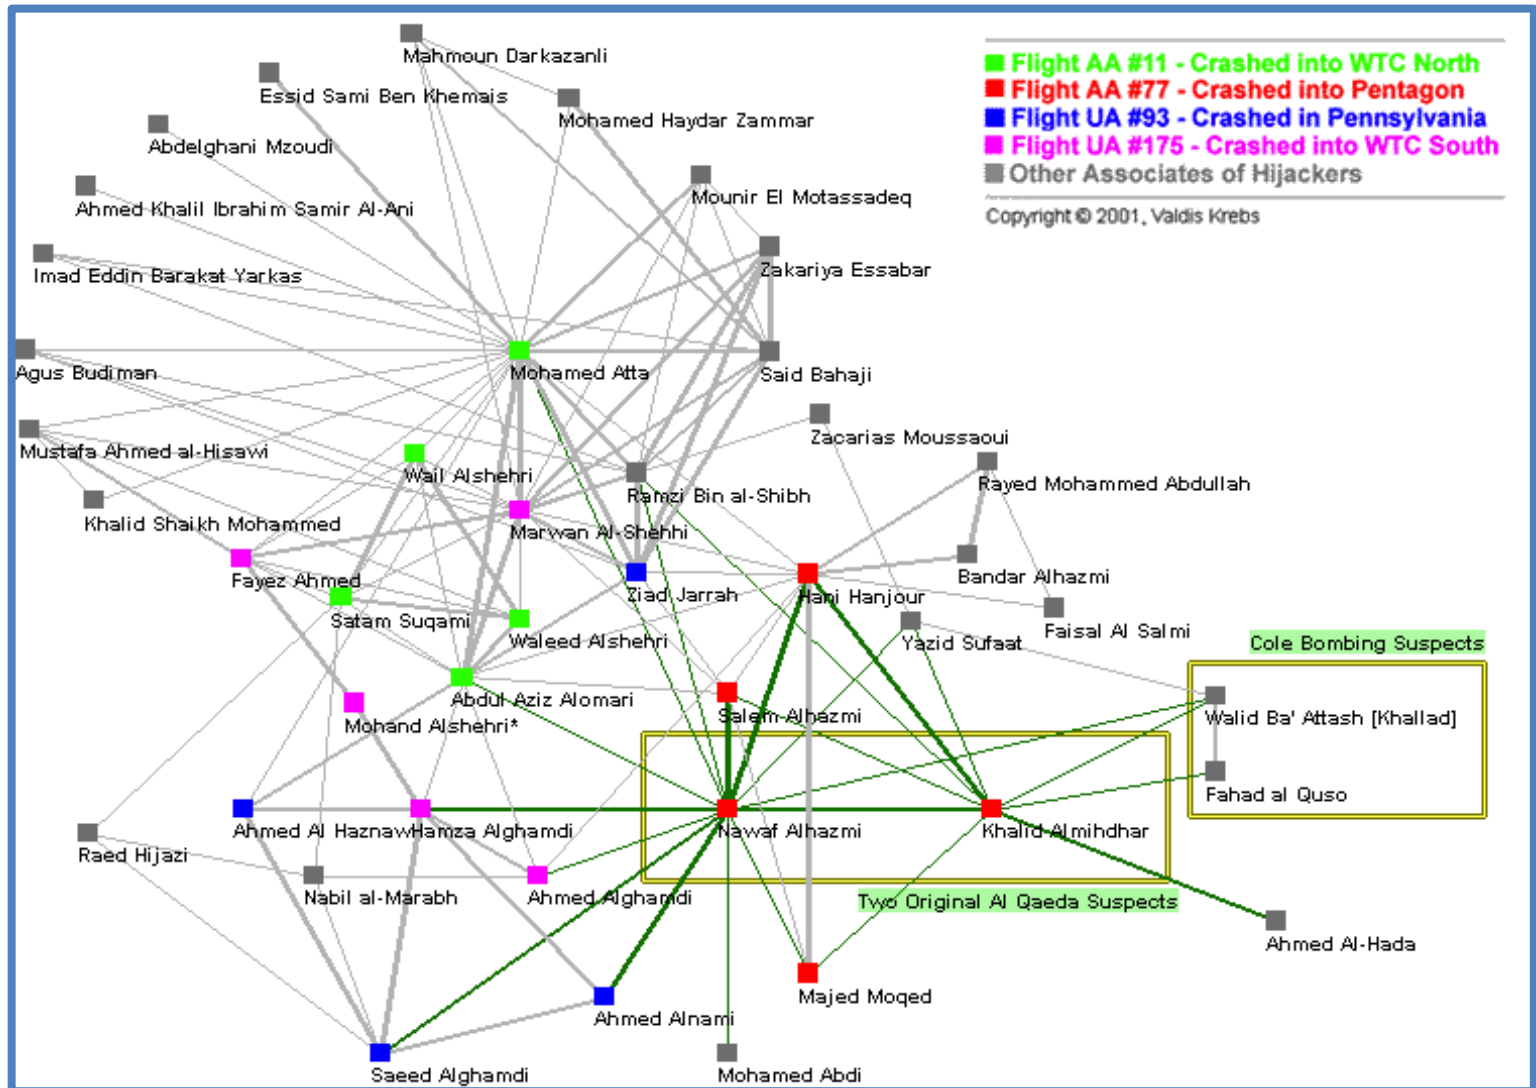 Mahmoun Darkazanli
Essid Sami Ben Khemais
Mohamed Haydar Zammar
Abdelghani Mzoudi
Mounir El Motassadeq
Ahmed Khalil Ibrahim Samir Al-Ani
Imad Eddin Barakat Yarkas
Zakariya Essabar
Flight AA #11 - Crashed into WTC North
Flight AA #77 - Crashed into Pentagon
Flight UA #93 - Crashed in Pennsylvania
Flight UA #175 - Crashed into WTC South
Other Associates of Hijackers
Copyright © 2001, Valdis Krebs
Agus Budiman
Mohamed Atta
Said Bahaji
Mustafa Ahmed al-Hisawi
Wail Alshehri
Zacarias Moussaoui
Ramzi Bin al-Shibh
Rayed Mohammed Abdullah
Khalid Shaikh Mohammed
Marwan Al-Shehhi
Fayez Ahmed
Ziad Jarrah
Hani Hanjour
Bandar Alhazmi
Satam Suqami
Waleed Alshehri
Yazid Sufaat
Faisal Al Salmi
Cole Bombing Suspects
Abdul Aziz Alomari
Mohand Alshehri*
Salem Alhazmi
Walid Ba' Attash [Khallad]
Fahad al Quso
Ahmed Al Haznaw
Hamza Alghamdi
Nawaf Alhazmi
Khalid Almihdhar
Raed Hijazi
Nabil al-Marabh
Ahmed Alghamdi
Two Original Al Qaeda Suspects
Ahmed Al-Hada
Majed Moqed
Ahmed Alnami
Saeed Alghamdi
Mohamed Abdi